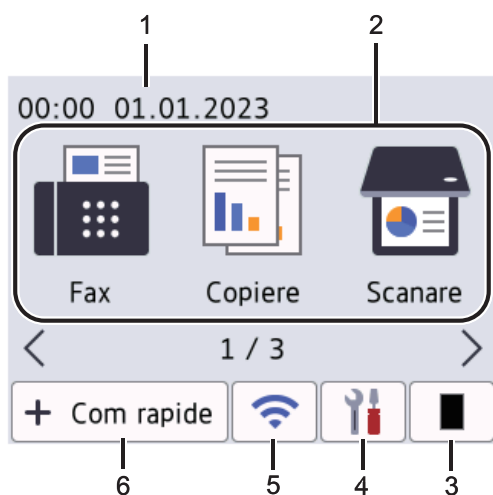 1 2
00:00 01.01.2023
Fax Copiere Scanare
< 1 / 3 >
+ Com rapide
6 5 4 3